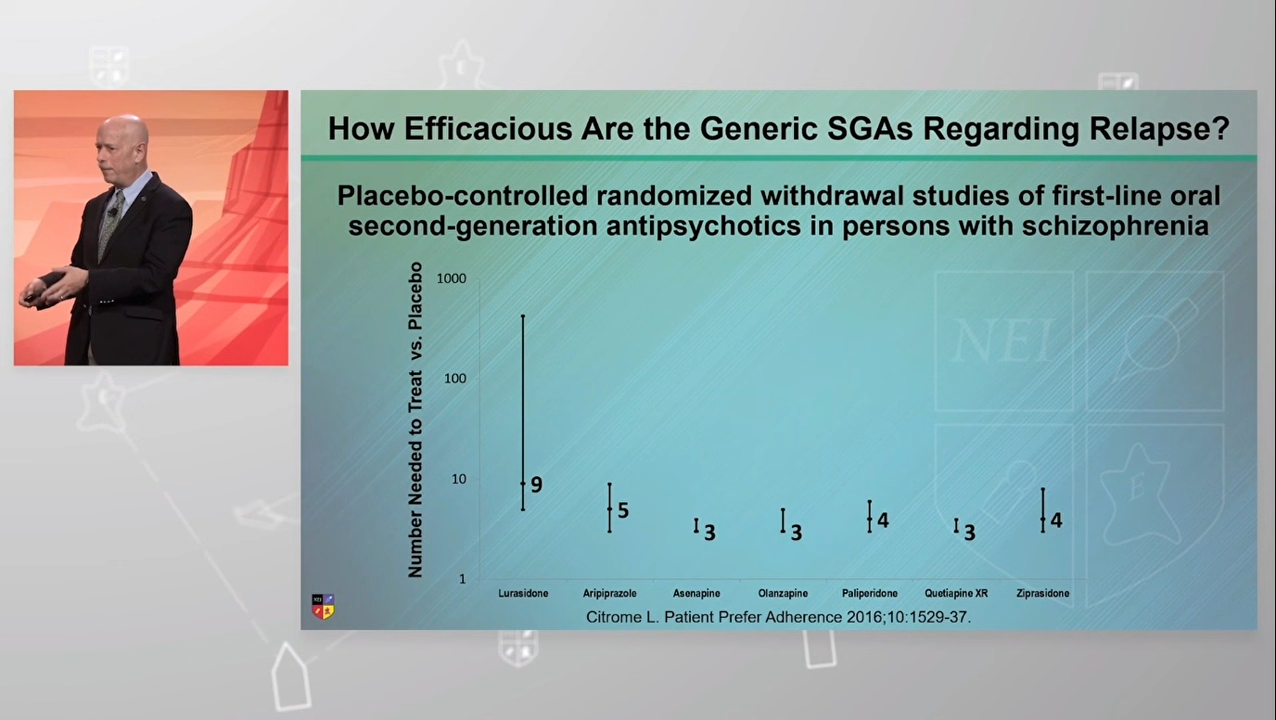 How Efficacious Are the Generic SGAs Regarding Relapse?
Placebo-controlled randomized withdrawal studies of first-line oral
second-generation antipsychotics in persons with schizophrenia
Number Needed to Treat vs. Placebo
1000
100
10
1
9
5
3
3
4
3
4
Lurasidone
Aripiprazole
Asenapine
Olanzapine
Paliperidone
Quetiapine XR
Ziprasidone
Citrome L. Patient Prefer Adherence 2016;10:1529-37.
NEI
E
NEI